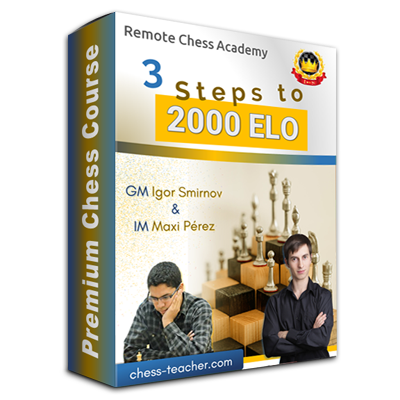 Premium Chess Course
Remote Chess Academy
3 Steps to
2000 ELO
GM Igor Smirnov
&
IM Maxi Pérez
chess-teacher.com